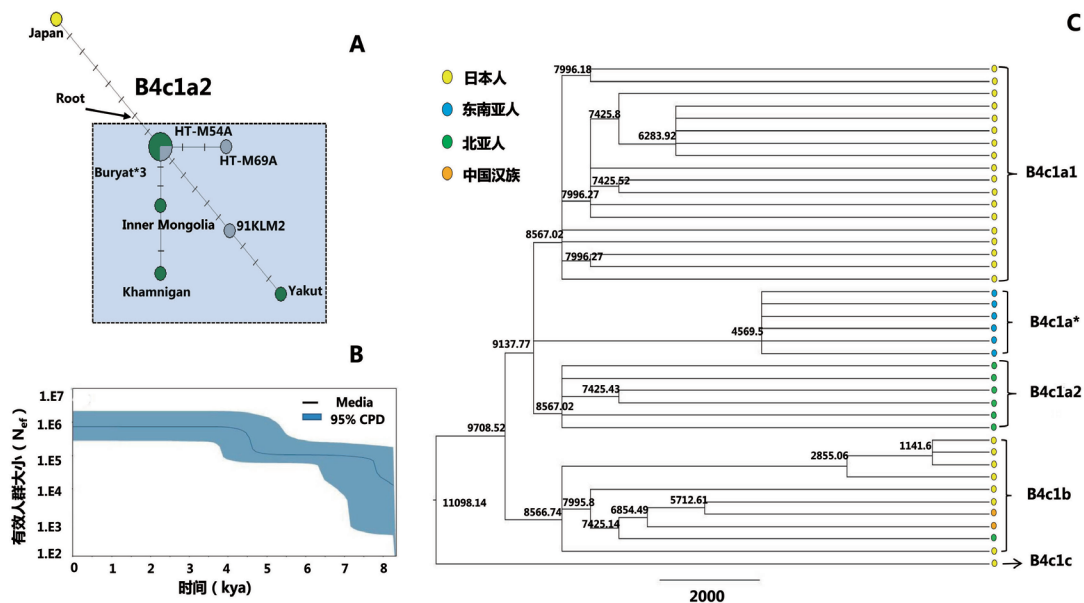 A
Japan
B4c1a2
Root
HT-M54A
HT-M69A
Buryat*3
Inner Mongolia
91KLM2
Khamnigan
Yakut
B
有效人群大小（Nef）
1.E7
1.E6
1.E5
1.E4
1.E3
1.E2
Media
95% CPD
0 1 2 3 4 5 6 7 8
时间（kya）
C
日本人
东南亚人
北亚人
中国汉族
7996.18
7425.8
6283.92
7425.52
7996.27
8567.02
7996.27
B4c1a1
4569.5
B4c1a*
9137.77
7425.43
8567.02
B4c1a2
9708.52
1141.6
2855.06
5712.61
7995.8
6854.49
7425.14
8566.74
B4c1b
11098.14
B4c1c
2000